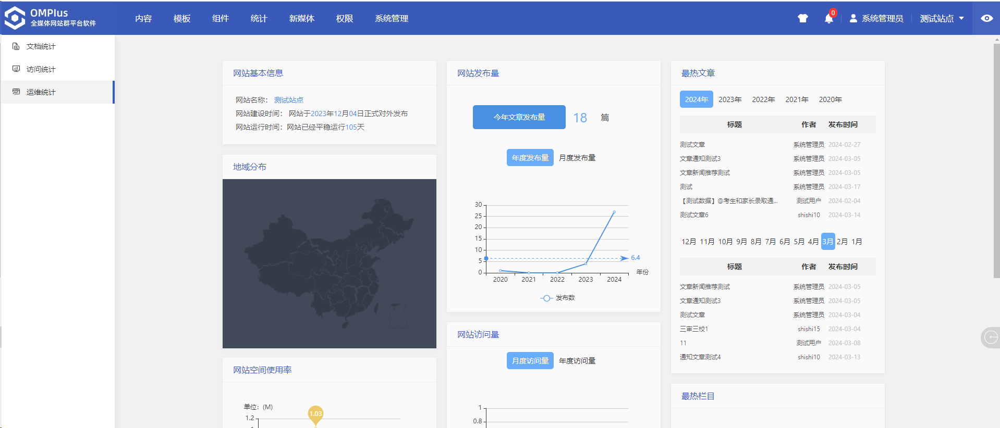 OMPlus
全媒体网站群平台软件
内容 模板 组件 统计 新媒体 权限 系统管理
0
系统管理员 测试站点
文档统计
访问统计
运维统计
网站基本信息
网站名称： 测试站点
网站建设时间： 网站于2023年12月04日正式对外发布
网站运行时间：网站已经平稳运行105天
地域分布
网站空间使用率
单位：(M)
1.2
1.03
网站发布量
今年文章发布量 18 篇
年度发布量 月度发布量
30
25
20
15
10
5
0
6.4
年份
2020 2021 2022 2023 2024
发布数
网站访问量
月度访问量 年度访问量
1
0.8
最热文章
2024年 2023年 2022年 2021年 2020年
标题 作者 发布时间
测试文章 系统管理员 2024-02-27
文章通知测试3 系统管理员 2024-03-05
文章新闻推荐测试 系统管理员 2024-03-05
测试 系统管理员 2024-03-17
【测试数据】@考生和家长录取通... 测试用户 2024-02-04
测试文章6 shishi10 2024-03-14
12月 11月 10月 9月 8月 7月 6月 5月 4月 3月 2月 1月
标题 作者 发布时间
文章新闻推荐测试 系统管理员 2024-03-05
文章通知测试3 系统管理员 2024-03-05
测试文章 系统管理员 2024-03-04
三审三校1 shishi15 2024-03-04
11 测试用户 2024-03-08
通知文章测试4 shishi10 2024-03-13
最热栏目